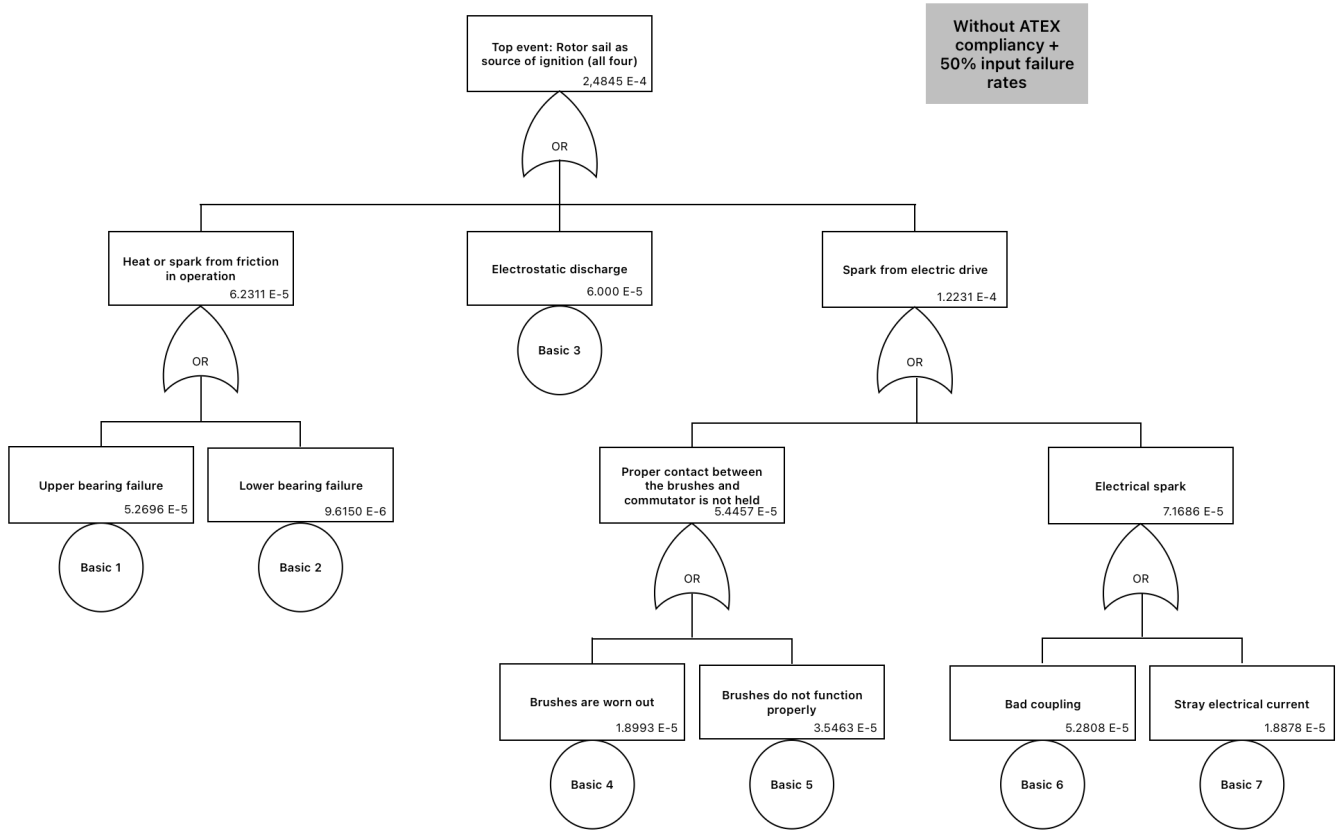 Without ATEX
compliancy +
50% input failure
rates
Top event: Rotor sail as
source of ignition (all four)
2,4845 E-4
OR
Heat or spark from friction
in operation
6.2311 E-5
Electrostatic discharge
6.000 E-5
Spark from electric drive
1.2231 E-4
OR
Basic 3
OR
Upper bearing failure
5.2696 E-5
Lower bearing failure
9.6150 E-6
Proper contact between
the brushes and
commutator is not held
5.4457 E-5
Electrical spark
7.1686 E-5
Basic 1
Basic 2
OR
OR
Brushes are worn out
1.8993 E-5
Brushes do not function
properly
3.5463 E-5
Bad coupling
5.2808 E-5
Stray electrical current
1.8878 E-5
Basic 4
Basic 5
Basic 6
Basic 7